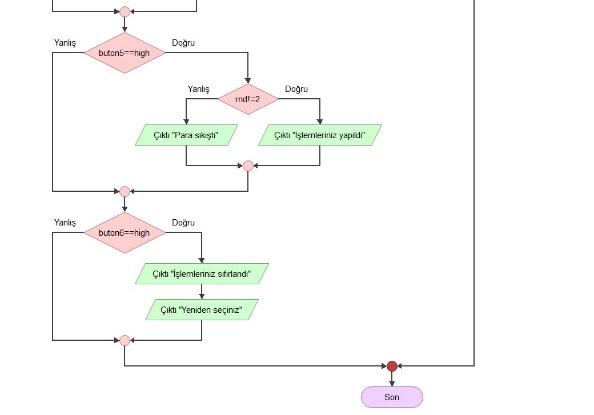 Yanlış
Doğru
buton5==high
Yanlış
Doğru
rnd!=2
Çıktı "Para sıkıştı"
Çıktı "İşlemleriniz yapıldı"
Yanlış
Doğru
buton6==high
Çıktı "İşlemleriniz sıfırlandı"
Çıktı "Yeniden seçiniz"
Son